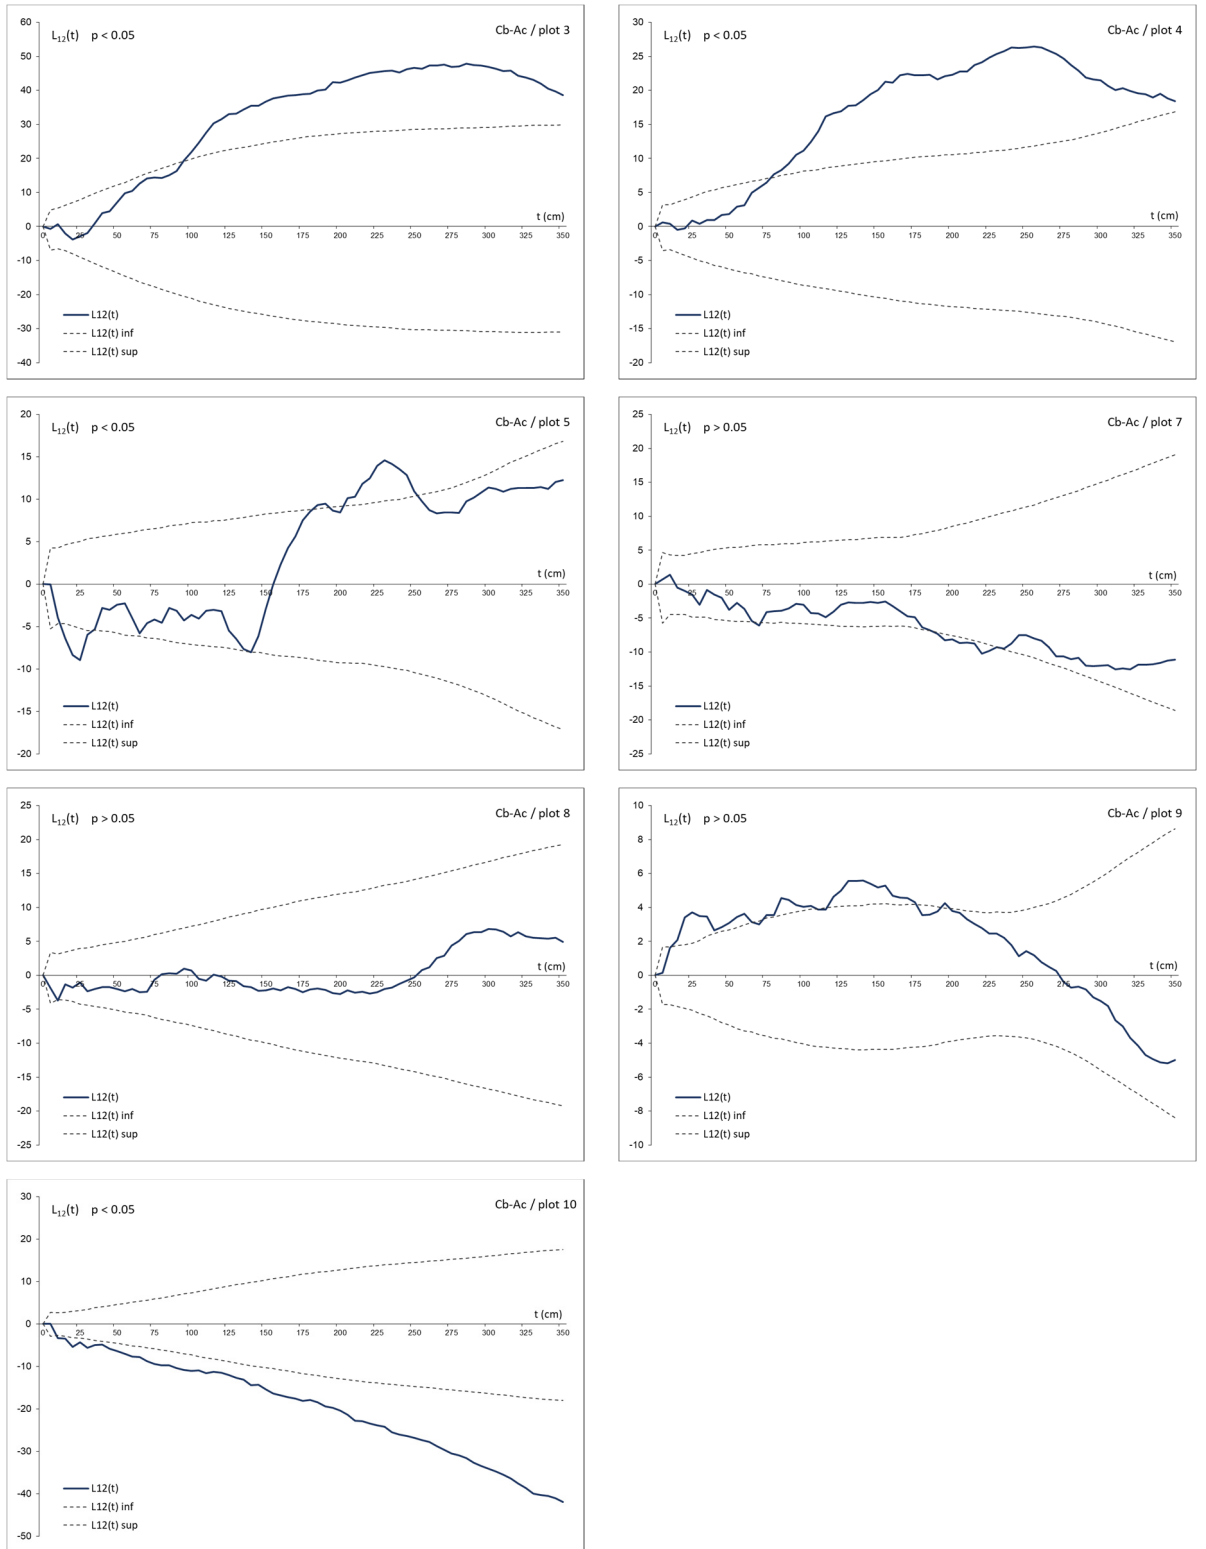 L12(t) p < 0.05
Cb-Ac / plot 3
60
50
40
30
20
10
0
-10
-20
-30
-40
t (cm)
0 25 50 75 100 125 150 175 200 225 250 275 300 325 350
L12(t)
L12(t) inf
L12(t) sup
L12(t) p < 0.05
Cb-Ac / plot 4
30
25
20
15
10
5
0
-5
-10
-15
-20
t (cm)
0 25 50 75 100 125 150 175 200 225 250 275 300 325 350
L12(t)
L12(t) inf
L12(t) sup
L12(t) p < 0.05
Cb-Ac / plot 5
20
15
10
5
0
-5
-10
-15
-20
t (cm)
0 25 50 75 100 125 150 175 200 225 250 275 300 325 350
L12(t)
L12(t) inf
L12(t) sup
L12(t) p > 0.05
Cb-Ac / plot 7
25
20
15
10
5
0
-5
-10
-15
-20
-25
t (cm)
0 25 50 75 100 125 150 175 200 225 250 275 300 325 350
L12(t)
L12(t) inf
L12(t) sup
L12(t) p > 0.05
Cb-Ac / plot 8
25
20
15
10
5
0
-5
-10
-15
-20
-25
t (cm)
0 25 50 75 100 125 150 175 200 225 250 275 300 325 350
L12(t)
L12(t) inf
L12(t) sup
L12(t) p > 0.05
Cb-Ac / plot 9
10
8
6
4
2
0
-2
-4
-6
-8
-10
t (cm)
0 25 50 75 100 125 150 175 200 225 250 275 300 325 350
L12(t)
L12(t) inf
L12(t) sup
L12(t) p < 0.05
Cb-Ac / plot 10
30
20
10
0
-10
-20
-30
-40
-50
t (cm)
0 25 50 75 100 125 150 175 200 225 250 275 300 325 350
L12(t)
L12(t) inf
L12(t) sup